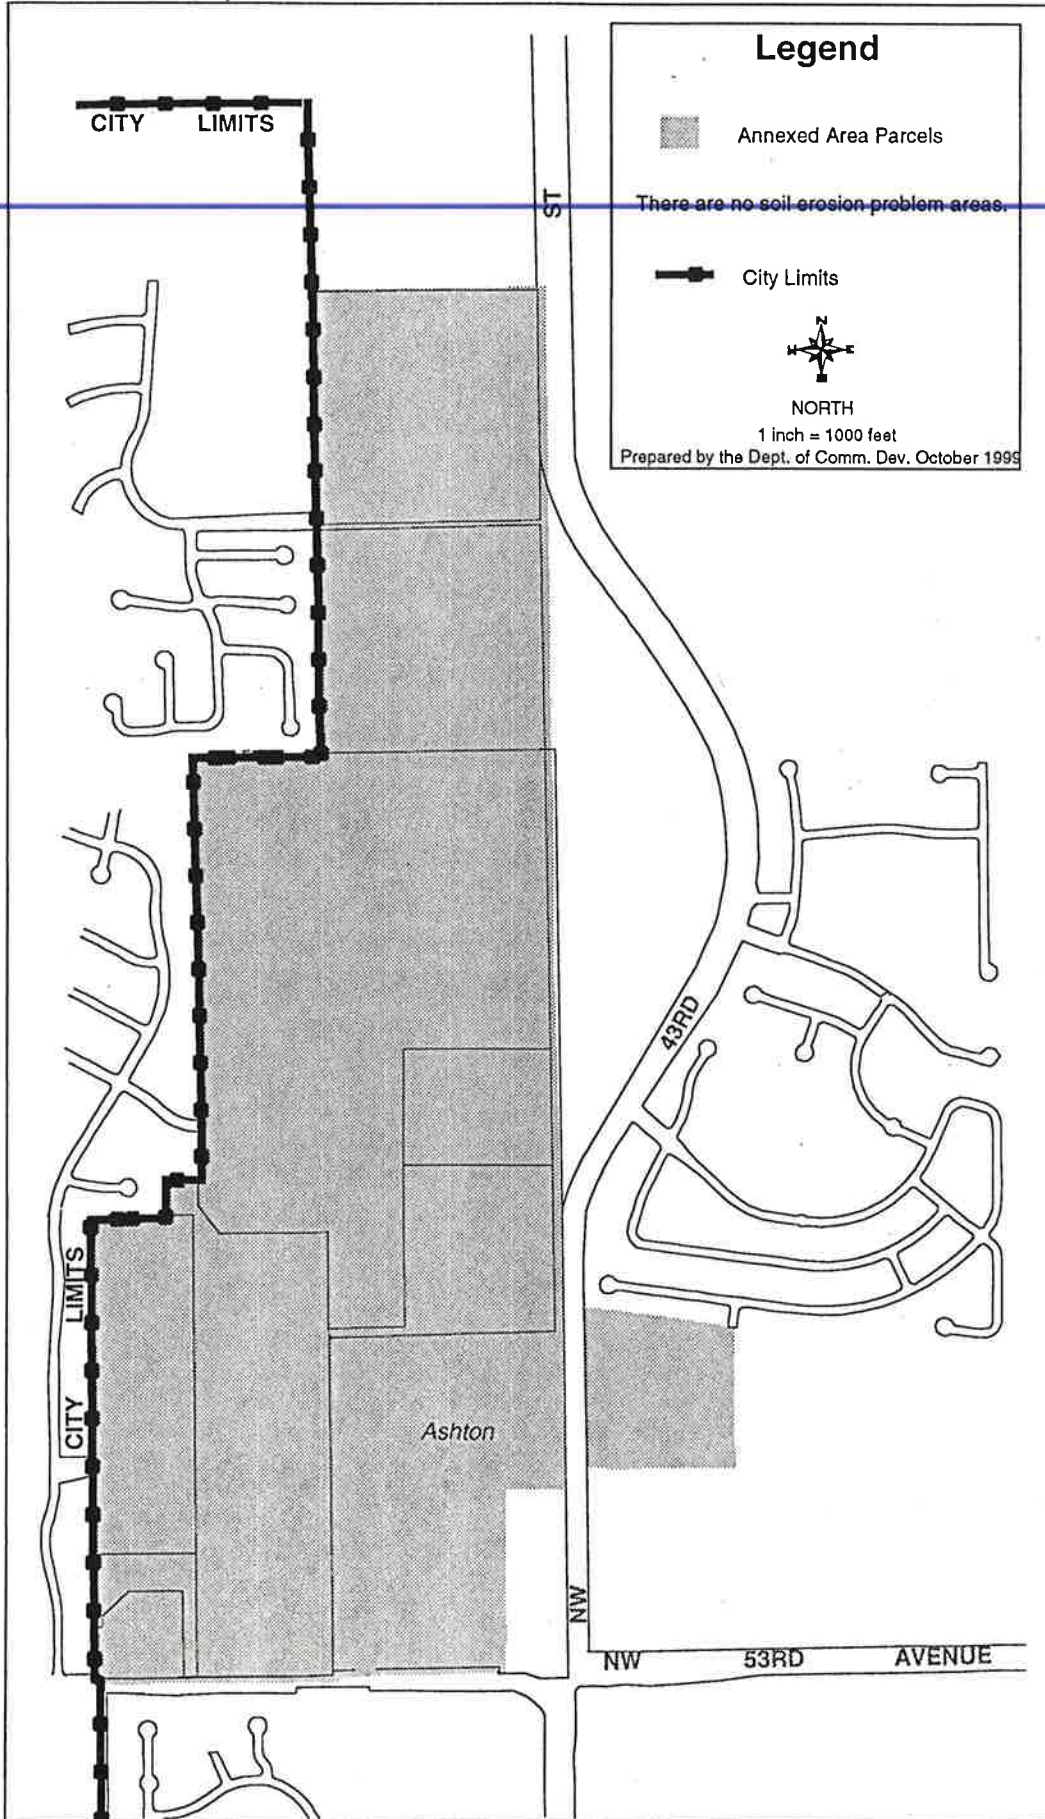 Legend
Annexed Area Parcels
There are no soil erosion problem areas.
City Limits
N
NORTH
1 inch = 1000 feet
Prepared by the Dept. of Comm. Dev. October 1999
CITY LIMITS
ST
43RD
CITY LIMITS
Ashton
NW
NW 53RD AVENUE